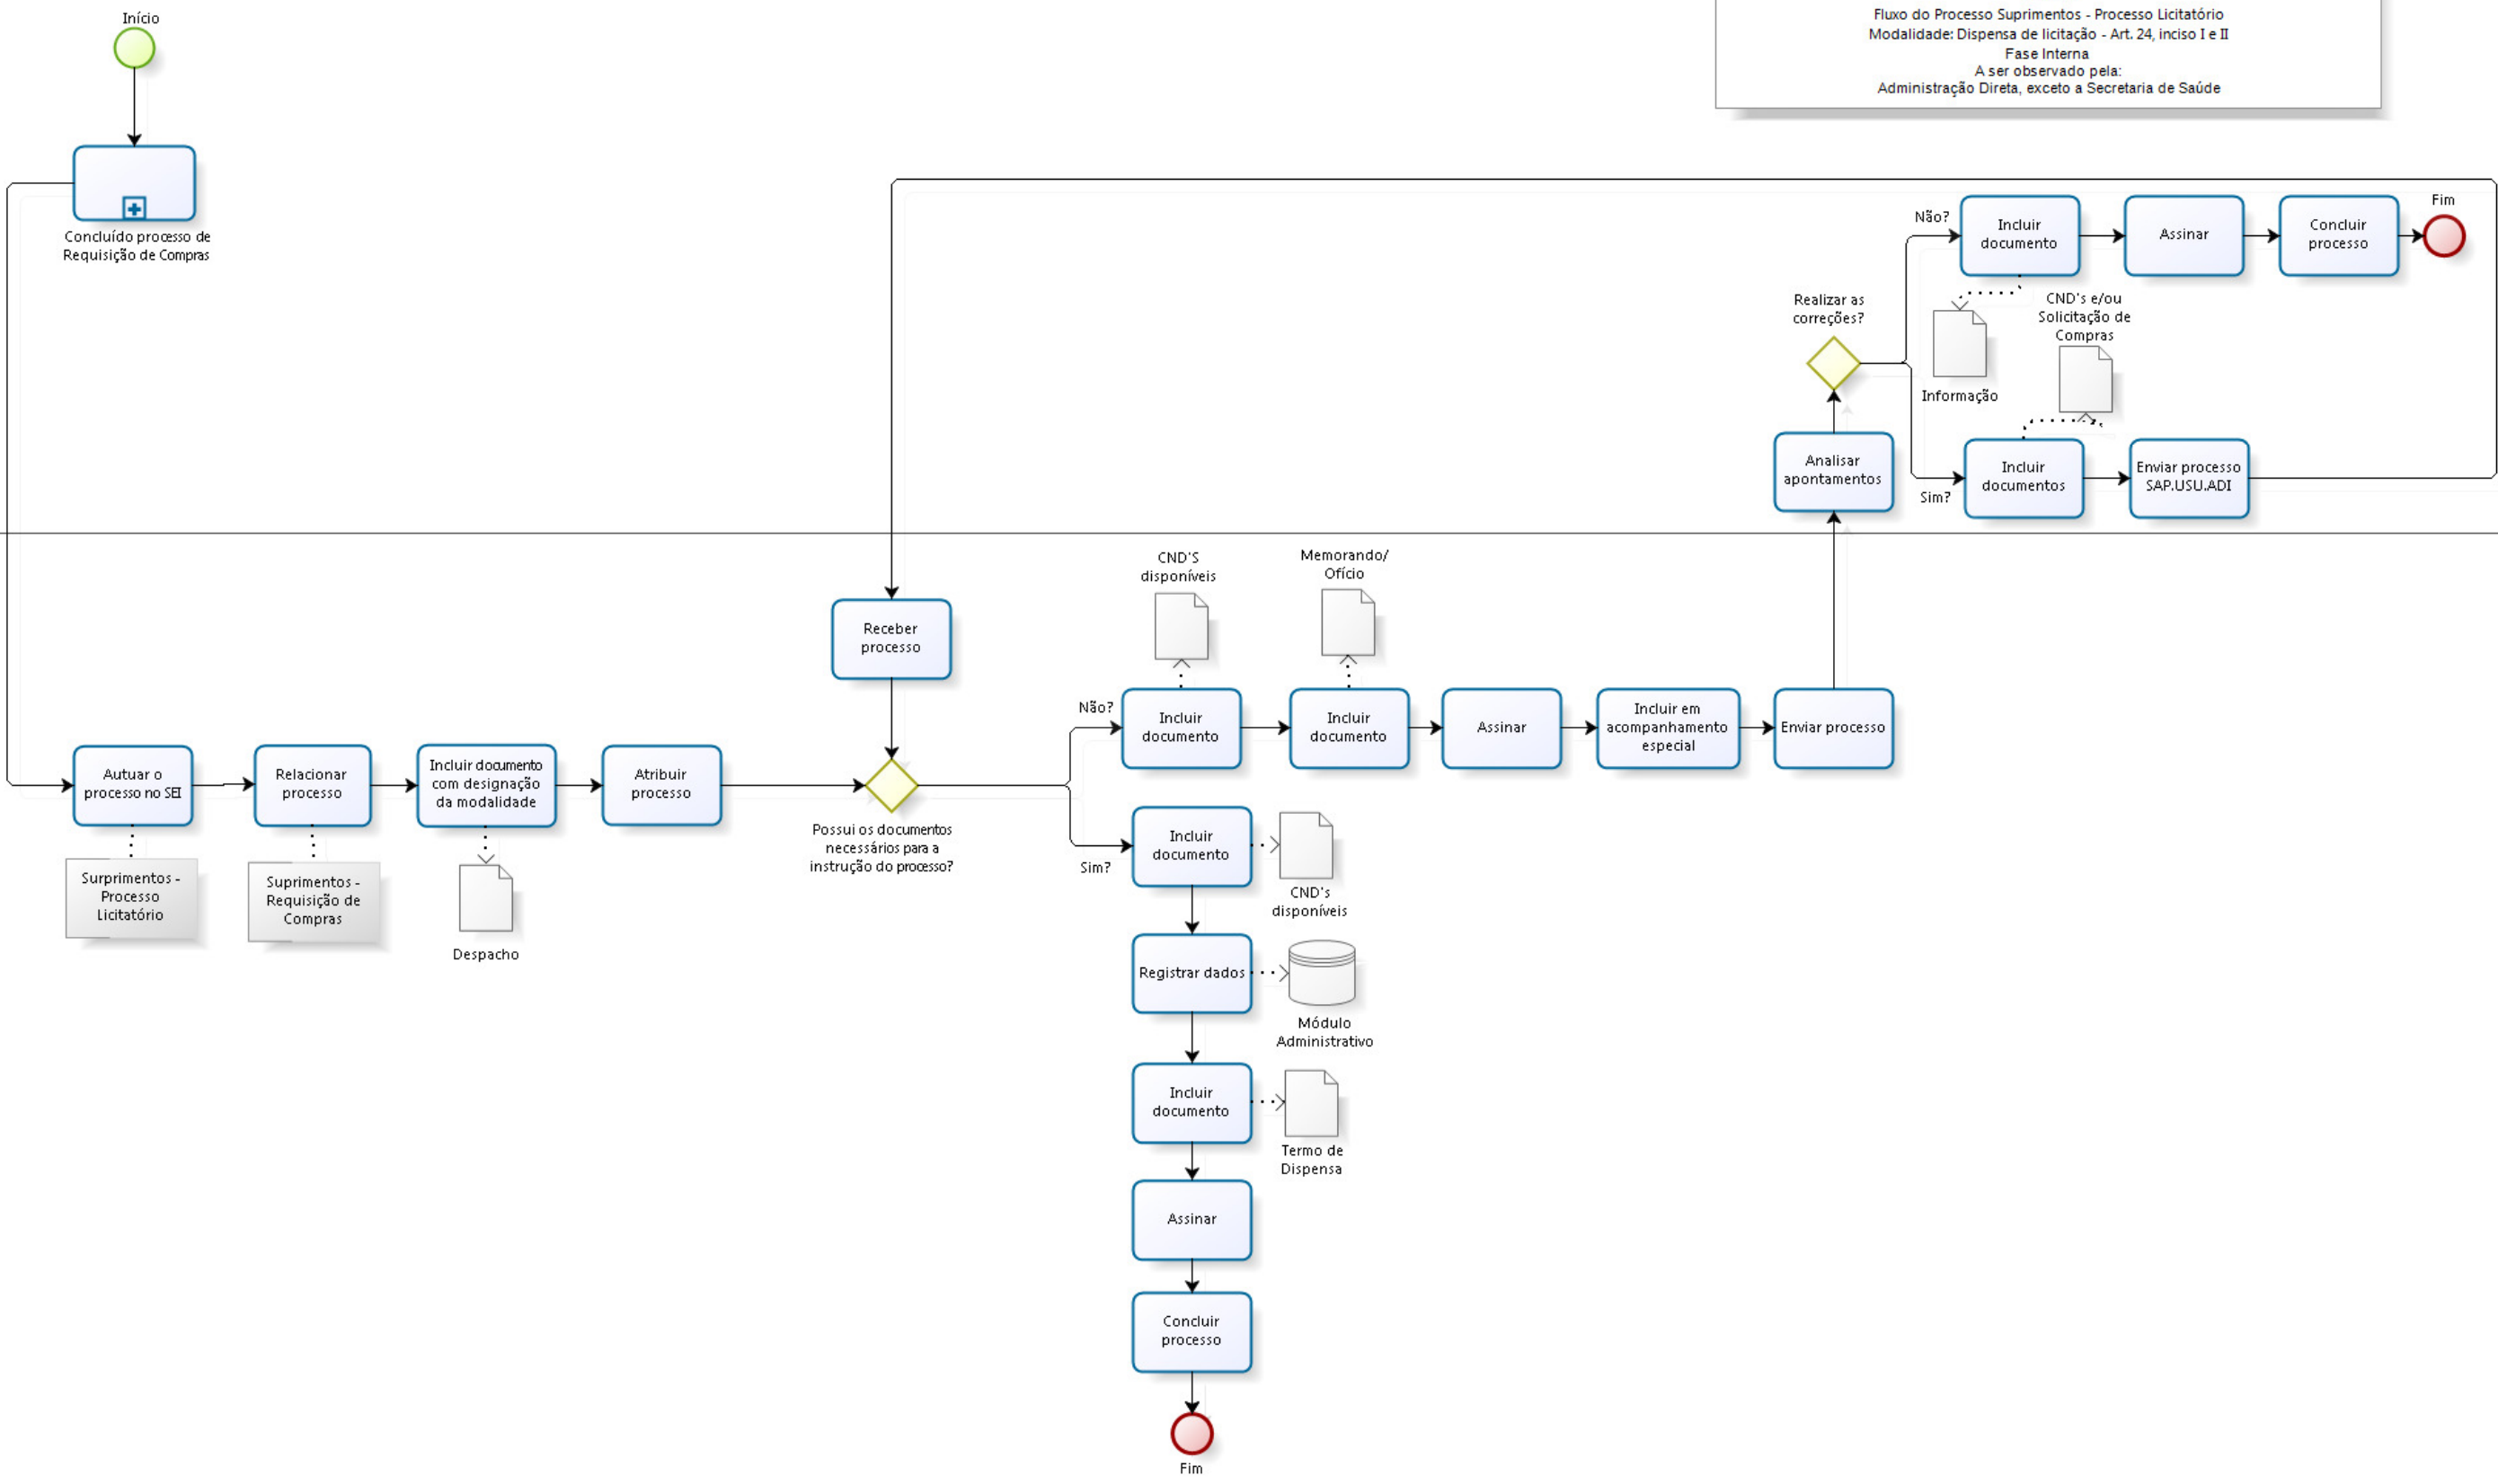 Início
Fluxo do Processo Suprimentos - Processo Licitatório
Modalidade: Dispensa de licitação - Art. 24, inciso I e II
Fase Interna
A ser observado pela:
Administração Direta, exceto a Secretaria de Saúde
Concluído processo de
Requisição de Compras
Não?
Incluir
documento
Assinar
Concluir
processo
Fim
Realizar as
correções?
Informação
CND's e/ou
Solicitação de
Compras
Analisar
apontamentos
Sim?
Incluir
documentos
Enviar processo
SAP.USU.ADI
CND'S
disponíveis
Memorando/
Ofício
Receber
processo
Não?
Incluir
documento
Incluir
documento
Assinar
Incluir em
acompanhamento
especial
Enviar processo
Autuar o
processo no SEI
Relacionar
processo
Incluir documento
com designação
da modalidade
Atribuir
processo
Possui os documentos
necessários para a
instrução do processo?
Sim?
Incluir
documento
CND's
disponíveis
Surprimentos -
Processo
Licitatório
Suprimentos -
Requisição de
Compras
Despacho
Registrar dados
Módulo
Administrativo
Incluir
documento
Termo de
Dispensa
Assinar
Concluir
processo
Fim